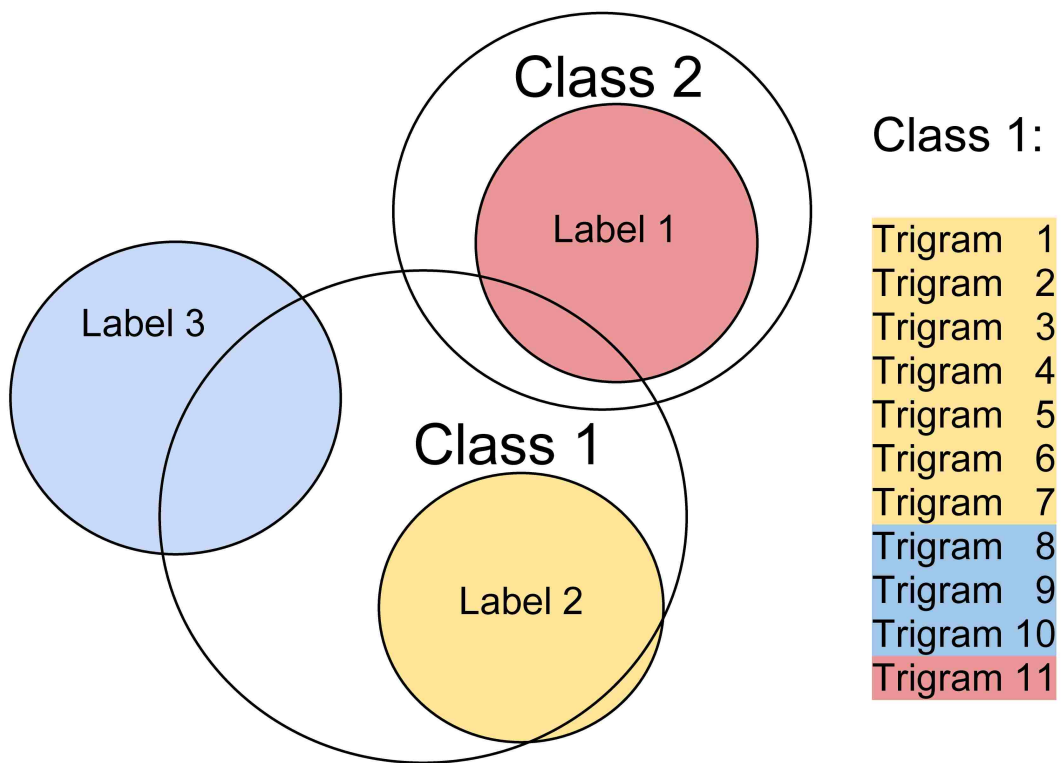 Class 2
Label 1
Label 3
Class 1
Label 2
Class 1:
Trigram 1
Trigram 2
Trigram 3
Trigram 4
Trigram 5
Trigram 6
Trigram 7
Trigram 8
Trigram 9
Trigram 10
Trigram 11